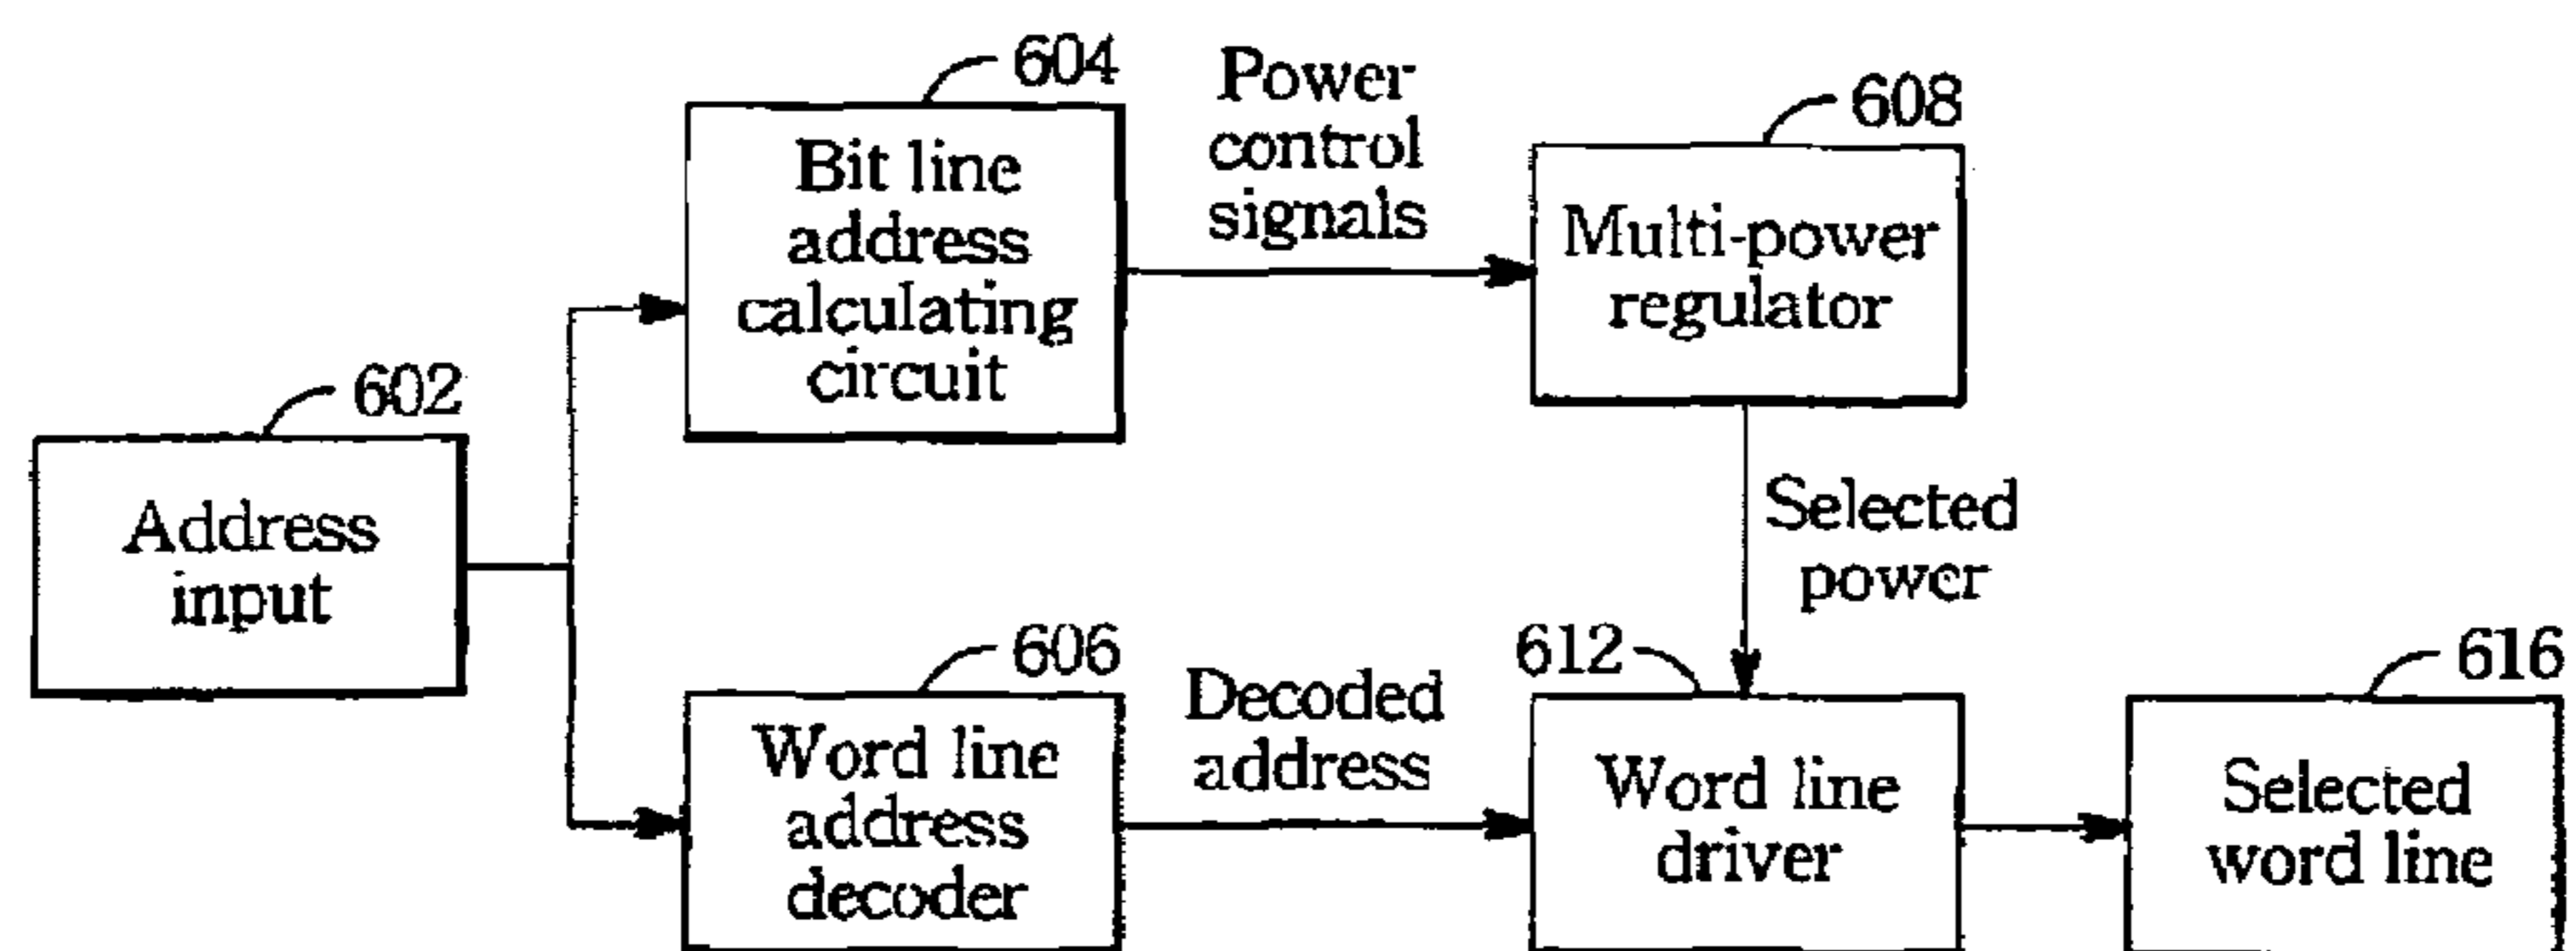 604
Power
control
signals
608
Bit line
address
calculating
circuit
Multi-power
regulator
602
Address
input
Selected
power
606
Decoded
address
612
616
Word line
address
decoder
Word line
driver
Selected
word line